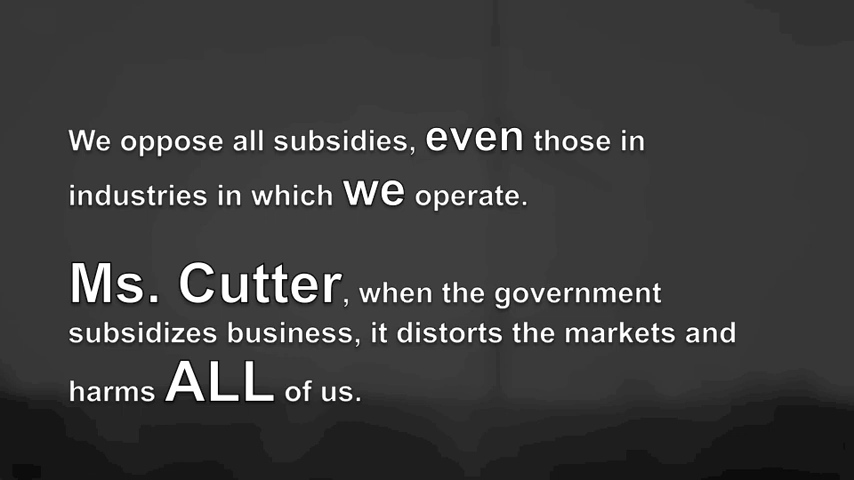 We oppose all subsidies, even those in
industries in which we operate.
Ms. Cutter, when the government
subsidizes business, it distorts the markets and
harms ALL of us.